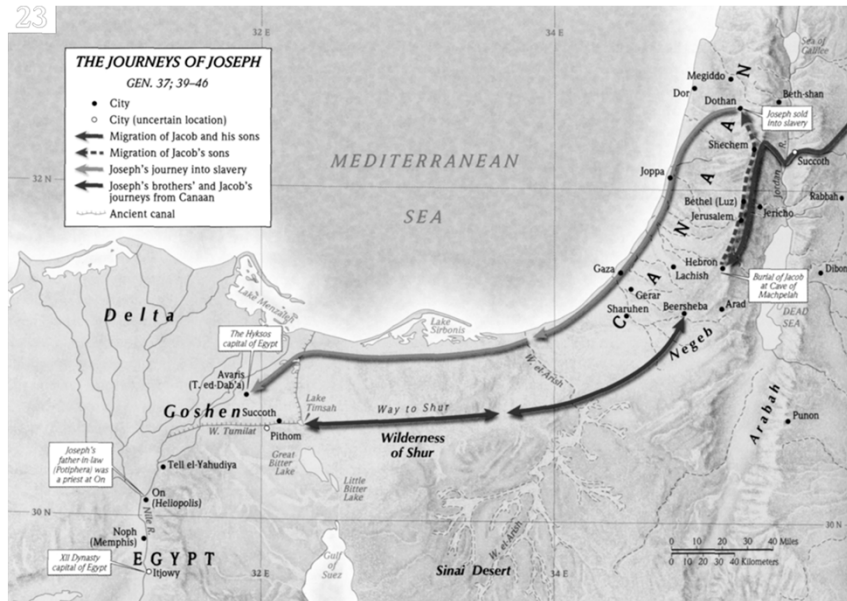 23
THE JOURNEYS OF JOSEPH
GEN. 37; 39–46
City
City (uncertain location)
Migration of Jacob and his sons
Migration of Jacob's sons
Joseph's journey into slavery
Joseph's brothers' and Jacob's
journeys from Canaan
Ancient canal
32 E
34 E
32 N
MEDITERRANEAN
SEA
Sea of
Galilee
Megiddo
Dor
Dothan
Beth-shan
Joseph sold
into slavery
Shechem
Succoth
Jordan R.
Joppa
Bethel (Luz)
Jerusalem
Jericho
Rabbah
CANAAN
Gaza
Hebron
Lachish
Gerar
Sharuhen
Beersheba
Arad
Dibon
Burial of Jacob
at Cave of
Machpelah
DEAD
SEA
Negeb
Arabah
Punon
Delta
Lake Menzaleh
Lake
Sirbonis
The Hyksos
capital of Egypt
Avaris
(T. ed-Dab'a)
Goshen
Succoth
W. Tumilat
Pithom
Lake
Timsah
Way to Shur
W. el-Arish
Wilderness
of Shur
Great
Bitter
Lake
Little
Bitter
Lake
Joseph's
father-in-law
(Potiphera) was
a priest at On
Tell el-Yahudiya
On
(Heliopolis)
30 N
Nile R.
Noph
(Memphis)
EGYPT
XII Dynasty
capital of Egypt
Itjowy
32 E
Gulf
of
Suez
W. el-Arish
Sinai Desert
34 E
30 N
0 10 20 30 40 Miles
0 10 20 30 40 Kilometers